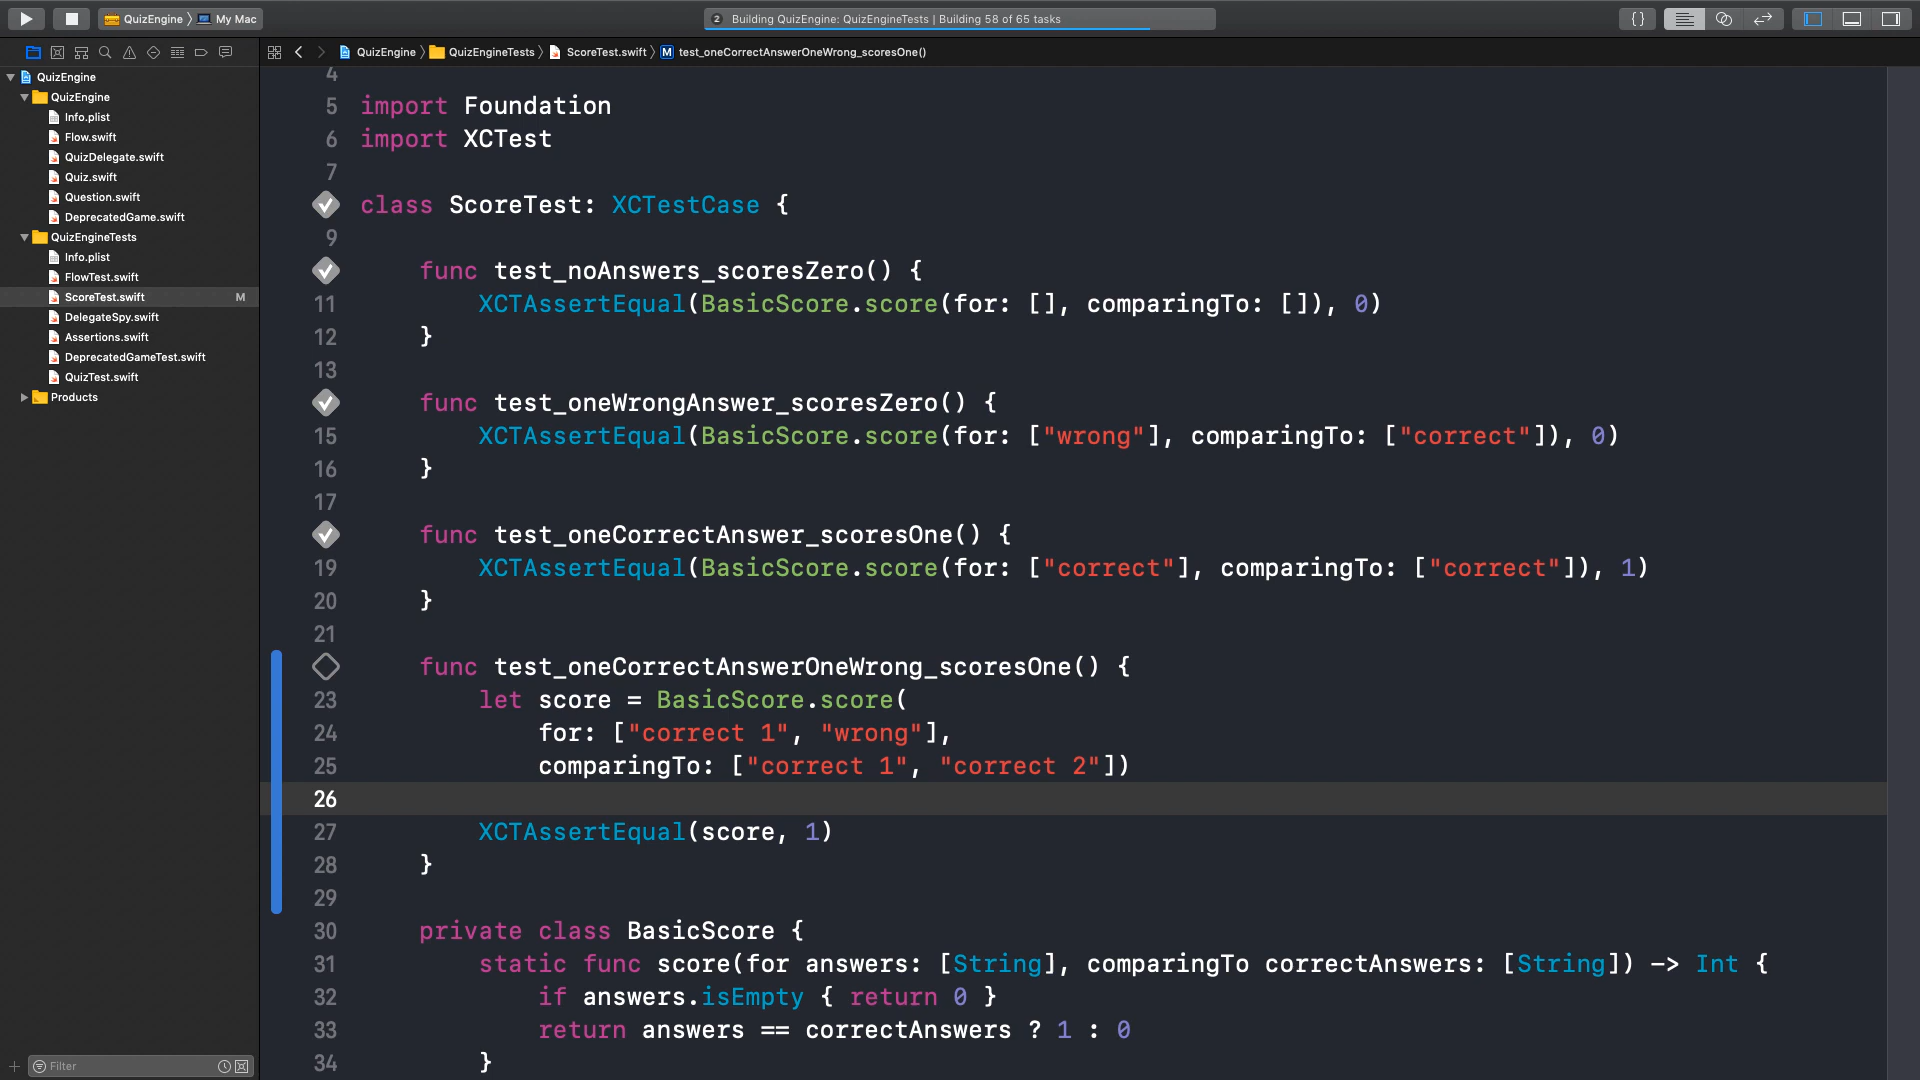 QuizEngine 〉 My Mac
2 Building QuizEngine: QuizEngineTests | Building 58 of 65 tasks
{}
QuizEngine 〉 QuizEngineTests 〉 ScoreTest.swift 〉 M test_oneCorrectAnswerOneWrong_scoresOne()
QuizEngine
QuizEngine
Info.plist
Flow.swift
QuizDelegate.swift
Quiz.swift
Question.swift
DeprecatedGame.swift
QuizEngineTests
Info.plist
FlowTest.swift
ScoreTest.swift M
DelegateSpy.swift
Assertions.swift
DeprecatedGameTest.swift
QuizTest.swift
Products
Filter
4
5 import Foundation
6 import XCTest
7
class ScoreTest: XCTestCase {
9
func test_noAnswers_scoresZero() {
11 XCTAssertEqual(BasicScore.score(for: [], comparingTo: []), 0)
12 }
13
func test_oneWrongAnswer_scoresZero() {
15 XCTAssertEqual(BasicScore.score(for: ["wrong"], comparingTo: ["correct"]), 0)
16 }
17
func test_oneCorrectAnswer_scoresOne() {
19 XCTAssertEqual(BasicScore.score(for: ["correct"], comparingTo: ["correct"]), 1)
20 }
21
func test_oneCorrectAnswerOneWrong_scoresOne() {
23 let score = BasicScore.score(
24 for: ["correct 1", "wrong"],
25 comparingTo: ["correct 1", "correct 2"])
26
27 XCTAssertEqual(score, 1)
28 }
29
30 private class BasicScore {
31 static func score(for answers: [String], comparingTo correctAnswers: [String]) -> Int {
32 if answers.isEmpty { return 0 }
33 return answers == correctAnswers ? 1 : 0
34 }